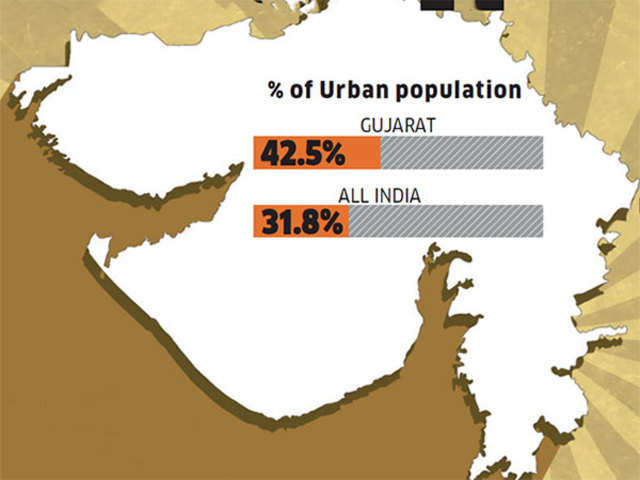 % of Urban population
GUJARAT
42.5%
ALL INDIA
31.8%